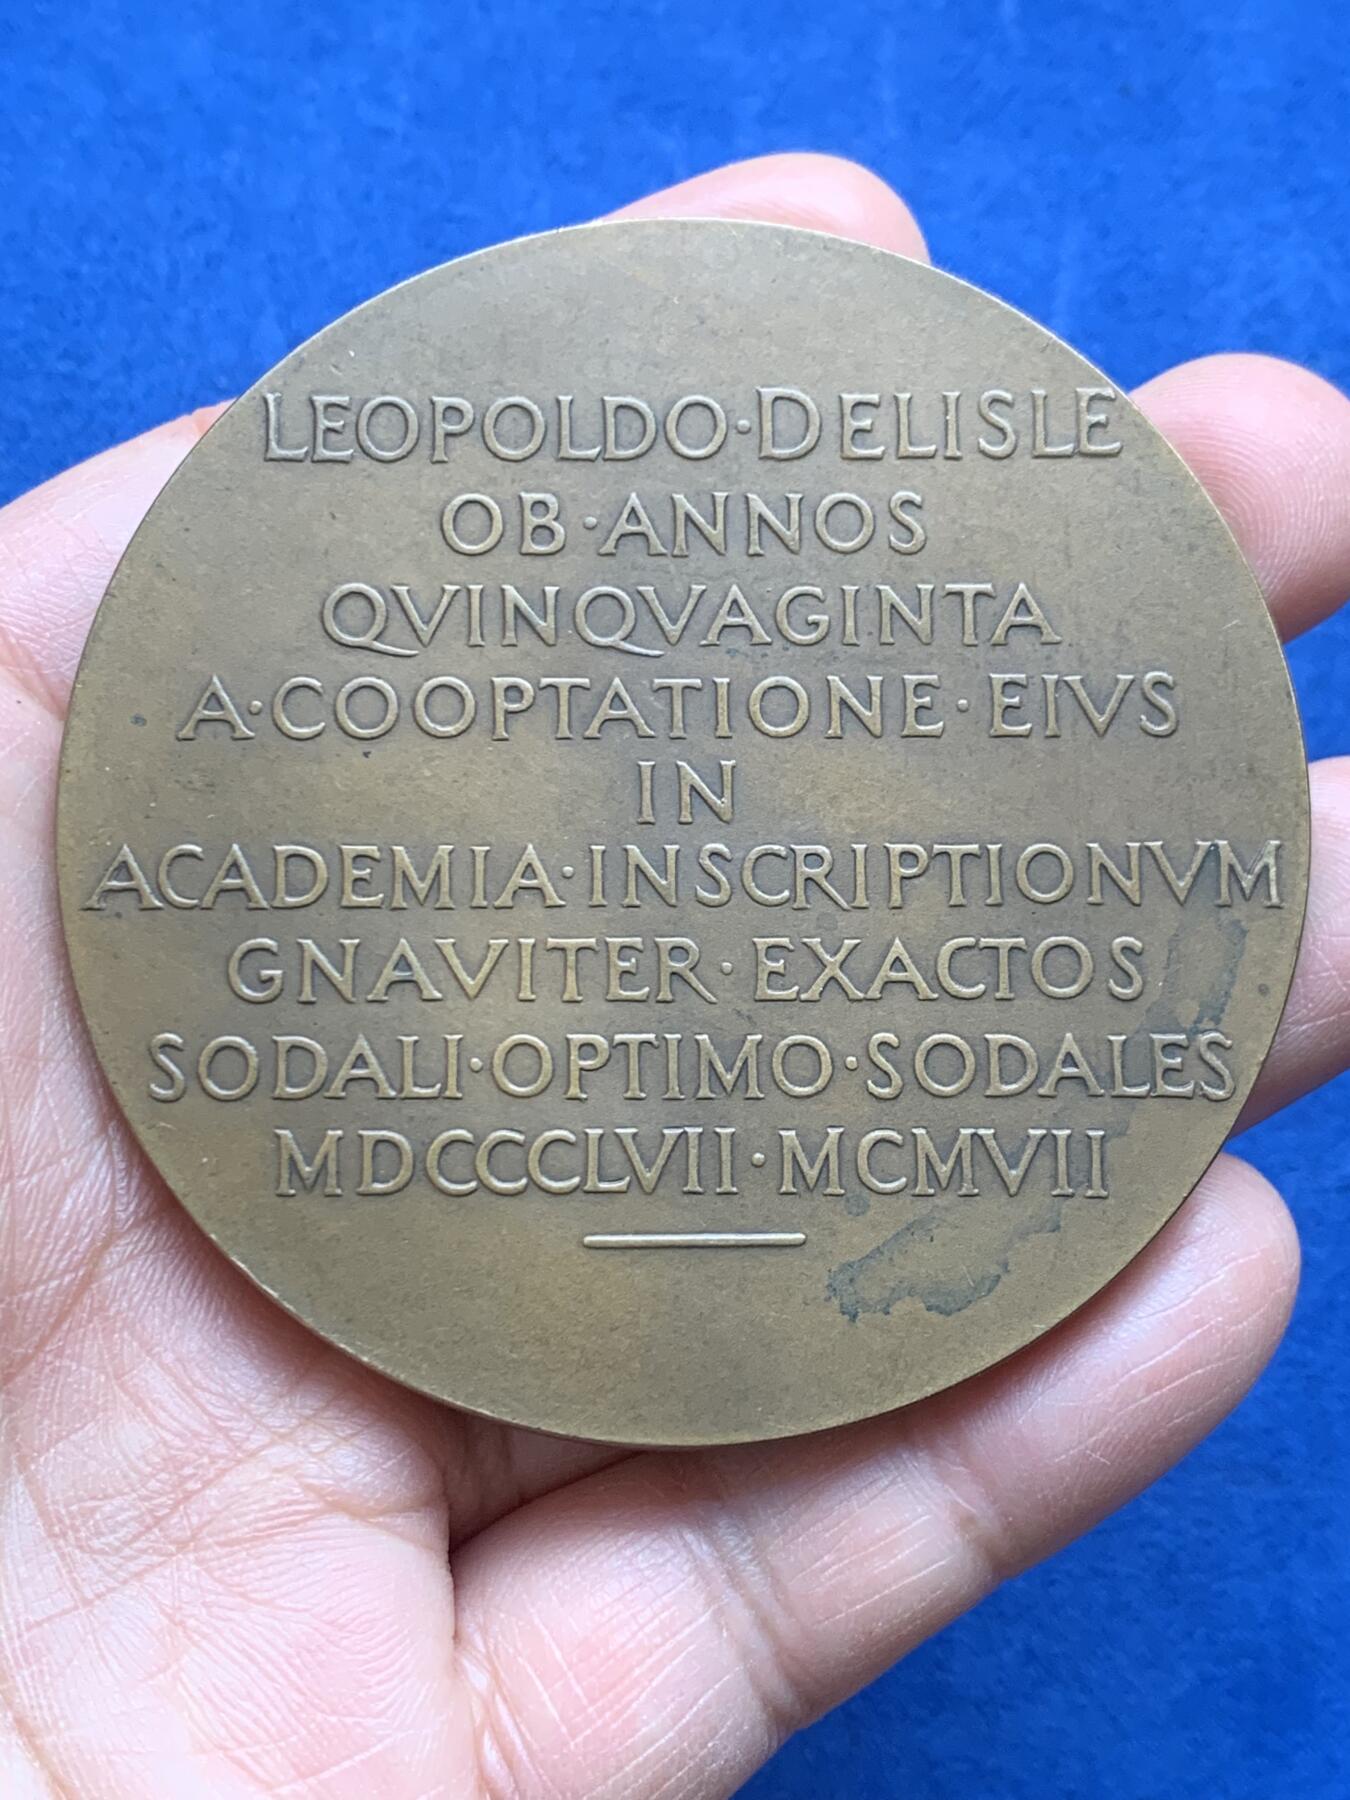 LEOPOLDO·DELISLE
OB·ANNOS
QVINQVAGINTA
A·COOPTATIONE·EIVS
IN
ACADEMIA·INSCRIPTIONVM
GNAVITER·EXACTOS
SODALI·OPTIMO·SODALES
MDCCCLVII·MCMVII